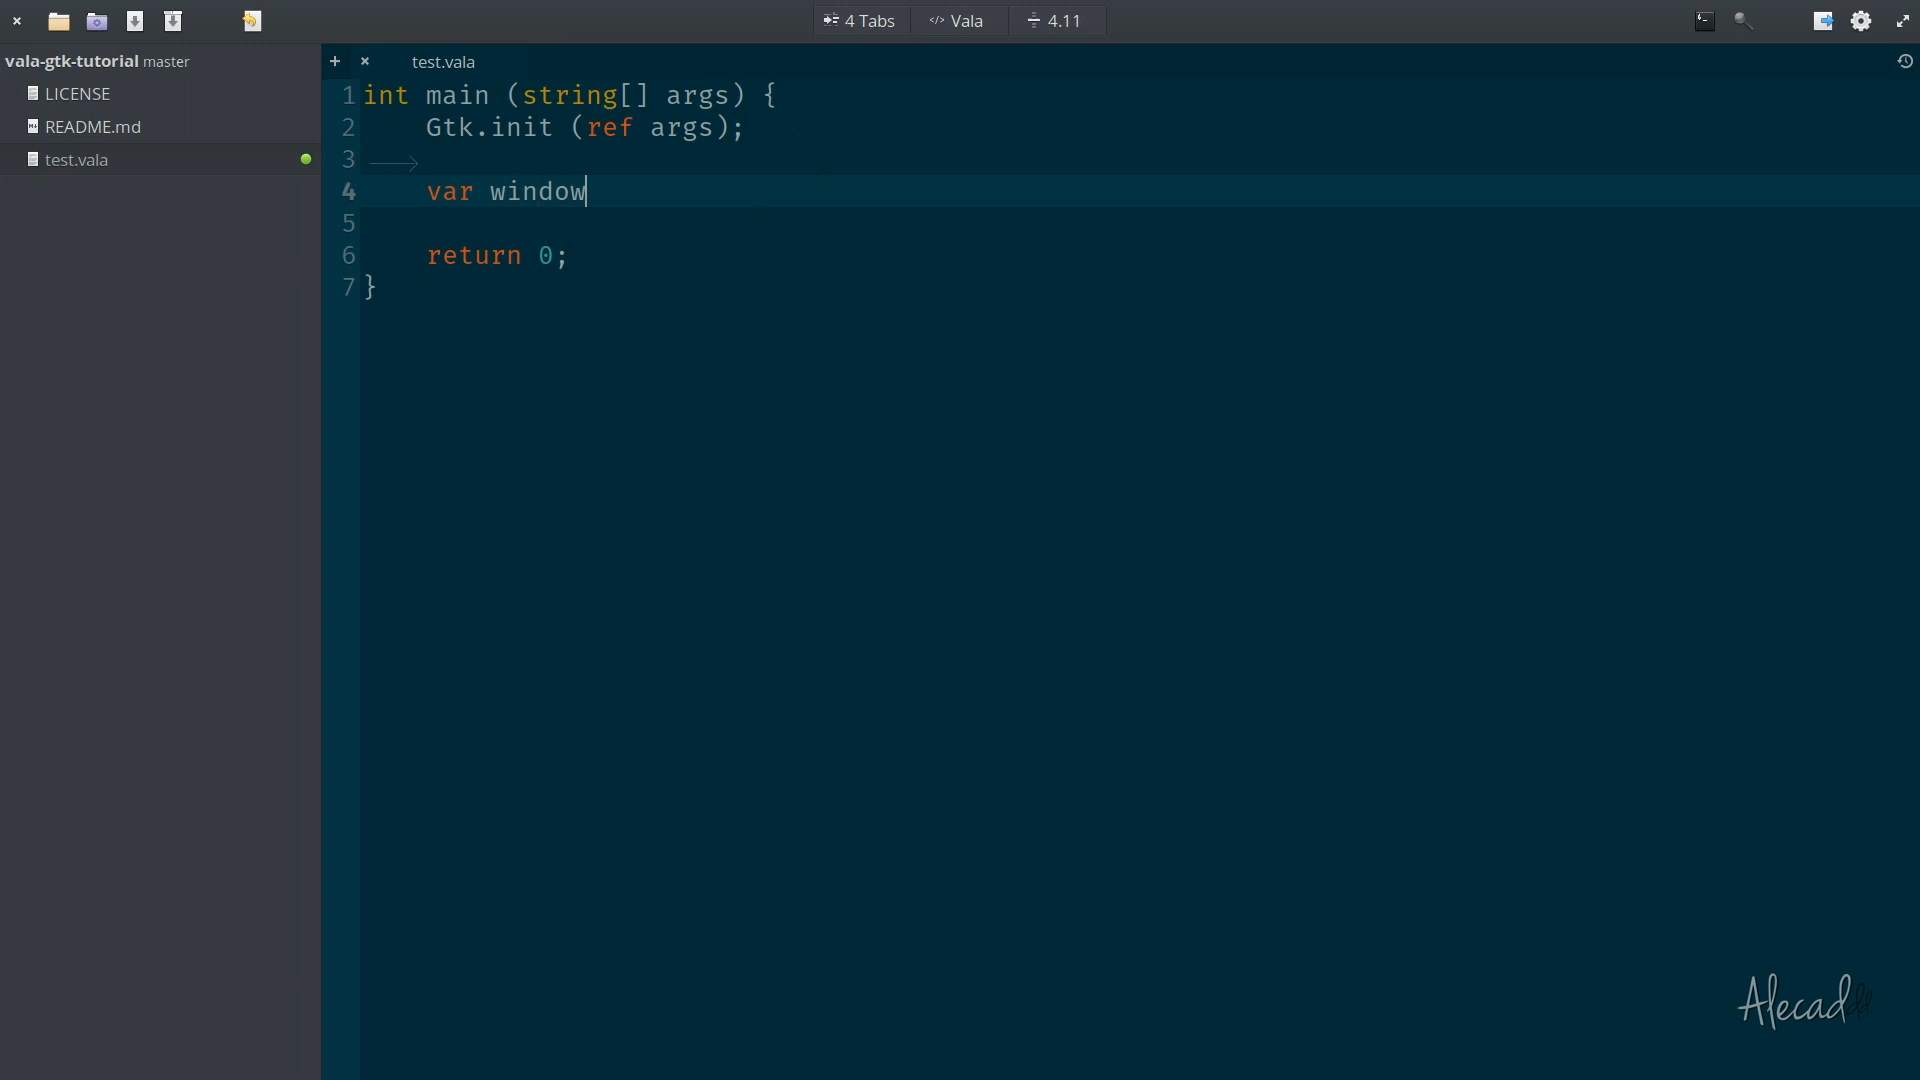 4 Tabs
Vala
4.11
vala-gtk-tutorial master
LICENSE
README.md
test.vala
test.vala
1 int main (string[] args) {
2 Gtk.init (ref args);
3
4 var window
5
6 return 0;
7 }
Alecaddd